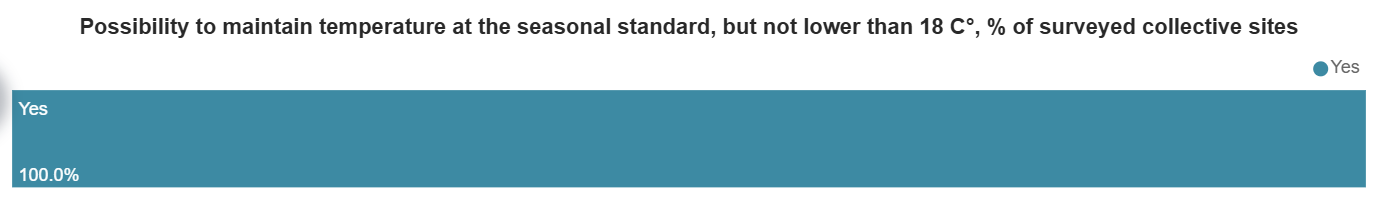 Possibility to maintain temperature at the seasonal standard, but not lower than 18 C°, % of surveyed collective sites
Yes
Yes
100.0%